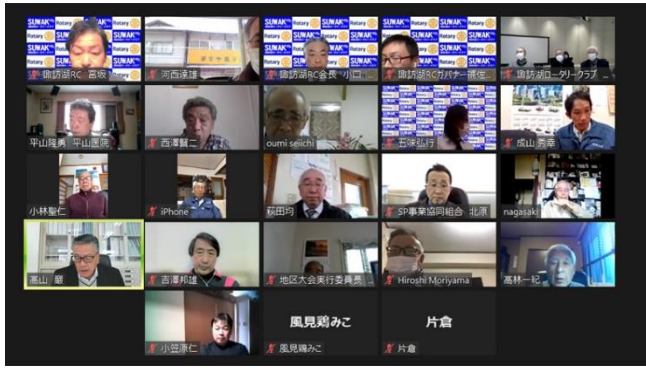 諏訪湖RC 宮坂
河西達雄
諏訪湖RC会長 小口
諏訪湖RCガバナー補佐...
諏訪湖ロータリークラブ ...
平山隆勇 平山医院
西澤賢二
oumi seiichi
五味弘行
成山 秀幸
小林聖仁
iPhone
萩田均
SP事業協同組合 北原
nagasaki
髙山 巌
吉澤邦雄
地区大会実行委員長 ...
Hiroshi Moriyama
髙林一紀
小笠原仁
風見鶏みこ
風見鶏みこ
片倉
片倉
SUWAKO
Rotary